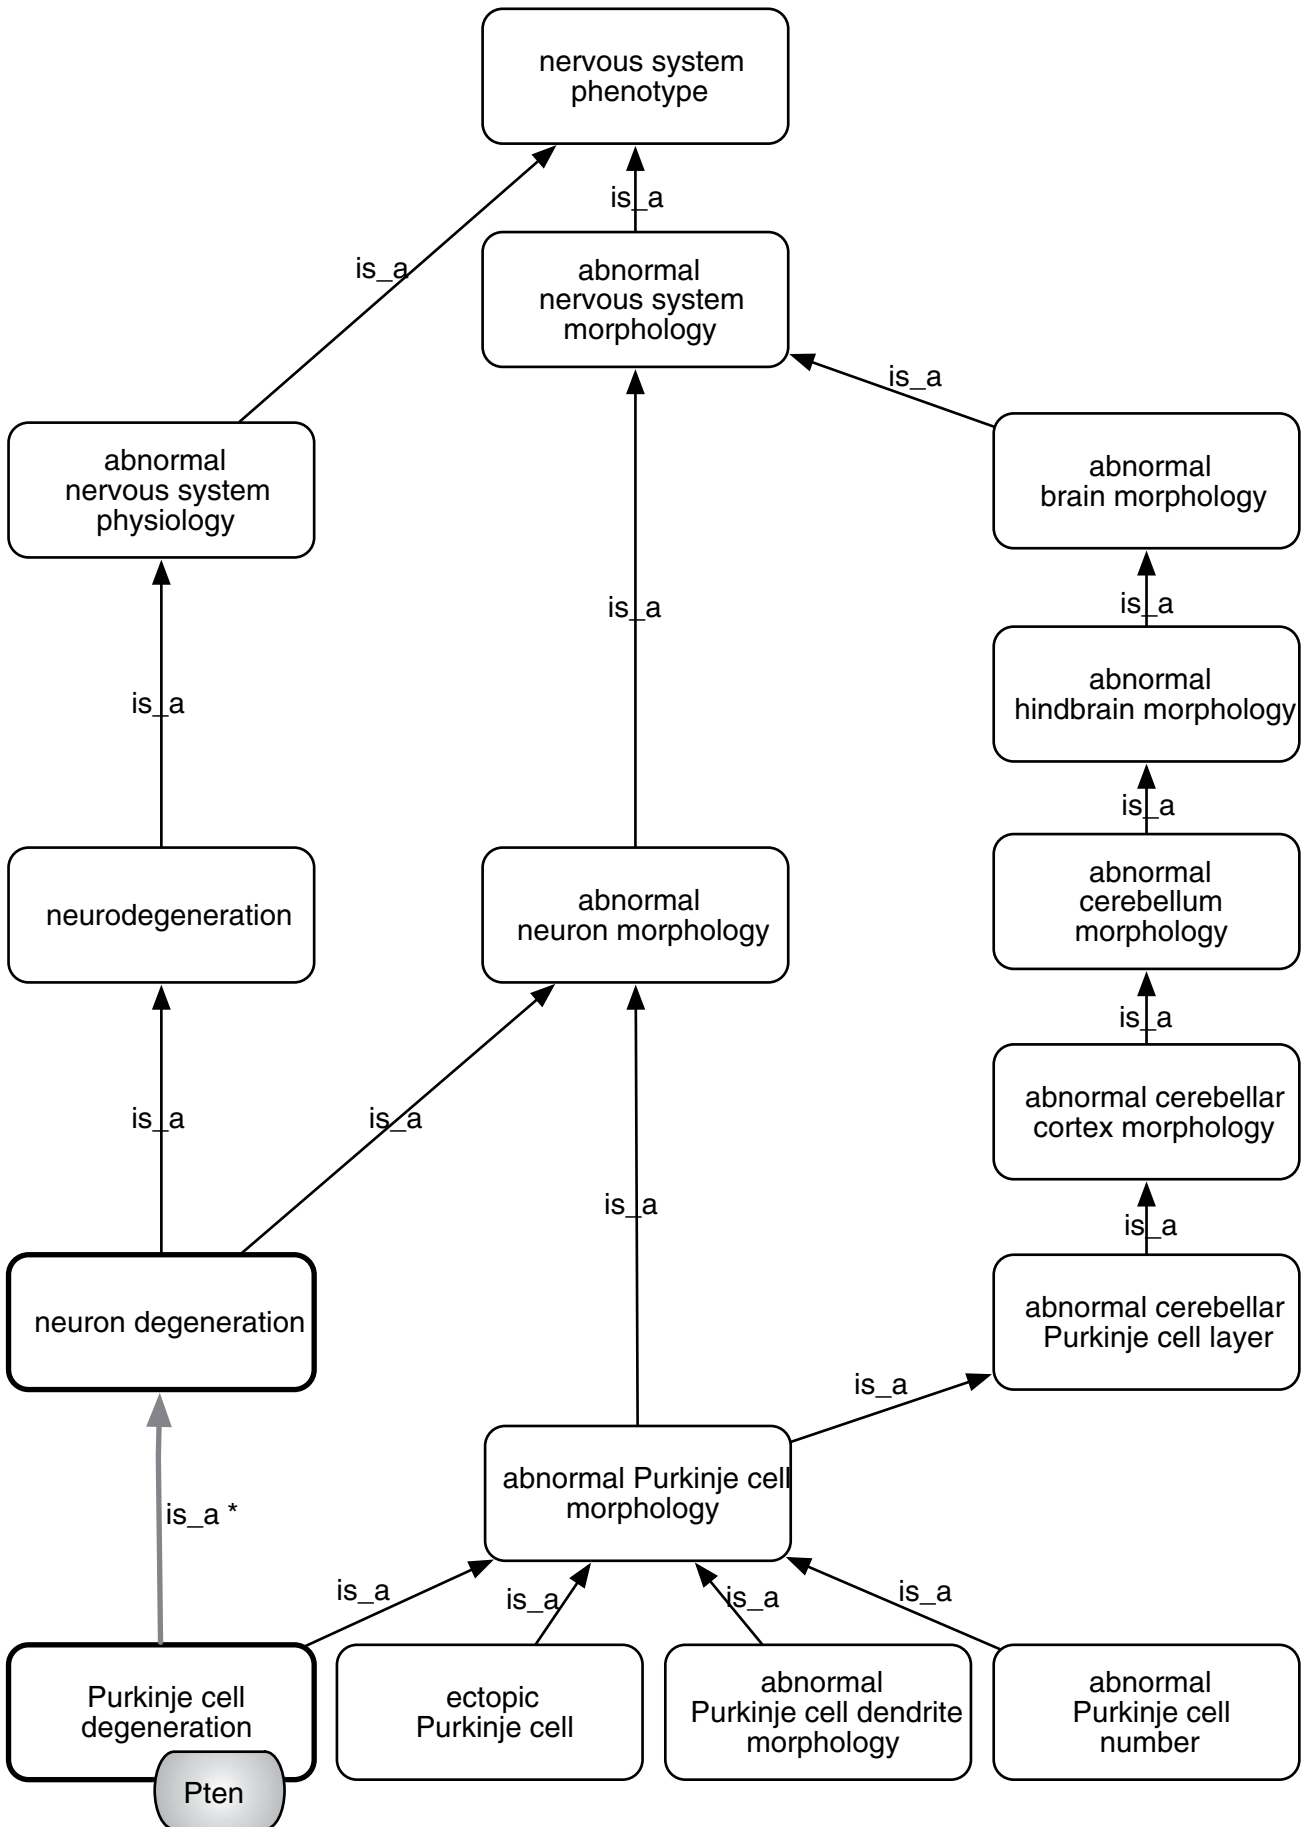 nervous system
phenotype
is_a
is_a
abnormal
nervous system
morphology
is_a
abnormal
nervous system
physiology
abnormal
brain morphology
is_a
is_a
abnormal
hindbrain morphology
is_a
is_a
neurodegeneration
abnormal
neuron morphology
abnormal
cerebellum
morphology
is_a
abnormal cerebellar
cortex morphology
is_a
is_a
is_a
is_a
neuron degeneration
abnormal cerebellar
Purkinje cell layer
is_a
abnormal Purkinje cell
morphology
is_a *
is_a
is_a
is_a
is_a
Purkinje cell
degeneration
ectopic
Purkinje cell
abnormal
Purkinje cell dendrite
morphology
abnormal
Purkinje cell
number
Pten